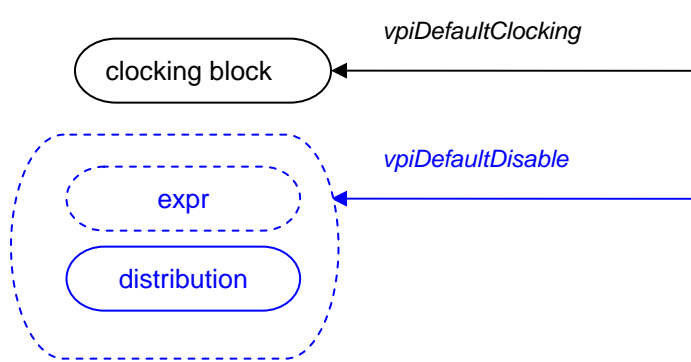 vpiDefaultClocking
clocking block
vpiDefaultDisable
expr
distribution